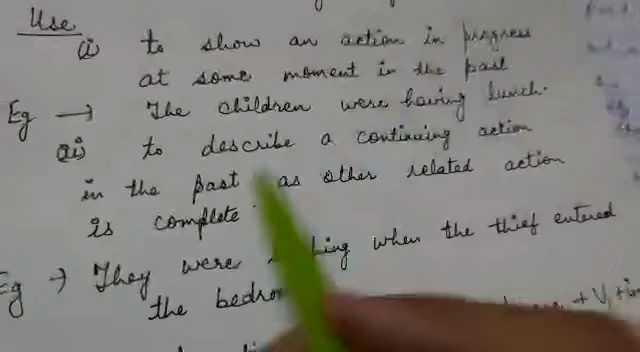 Use
(i) to show an action in progress
at some moment in the past
Eg → The children were having lunch.
(ii) to describe a continuing action
in the past as other related action
is complete
Eg → They were when the thief entered
the
+ V